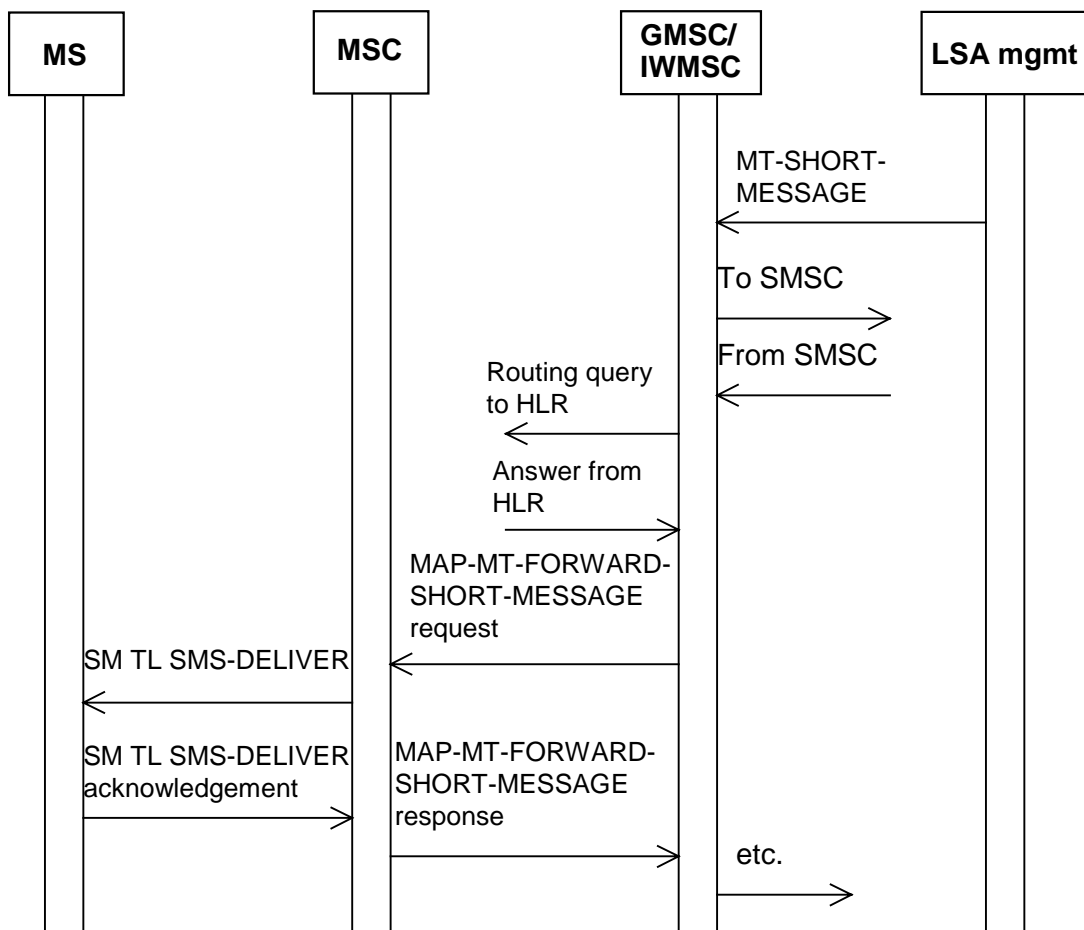 MS
MSC
GMSC/
IWMSC
LSA mgmt
MT-SHORT-
MESSAGE
To SMSC
From SMSC
Routing query
to HLR
Answer from
HLR
MAP-MT-FORWARD-
SHORT-MESSAGE
request
SM TL SMS-DELIVER
SM TL SMS-DELIVER
acknowledgement
MAP-MT-FORWARD-
SHORT-MESSAGE
response
etc.